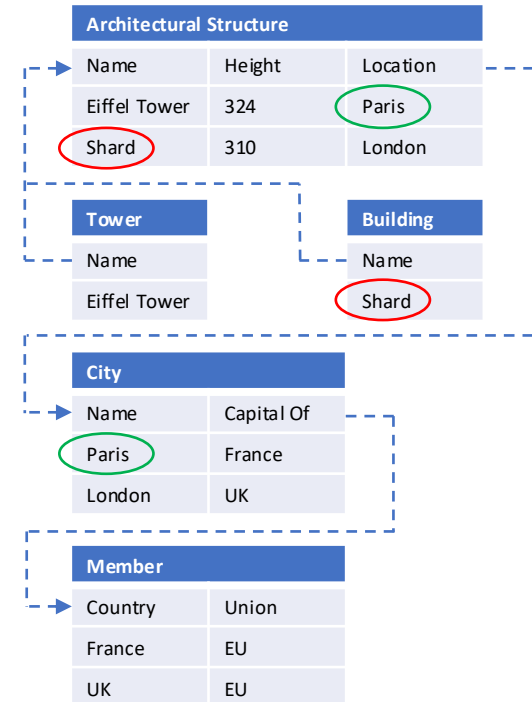 Architectural Structure
Name Height Location
Eiffel Tower 324 Paris
Shard 310 London
Tower Building
Name Name
Eiffel Tower Shard
City
Name Capital Of
Paris France
London UK
Member
Country Union
France EU
UK EU